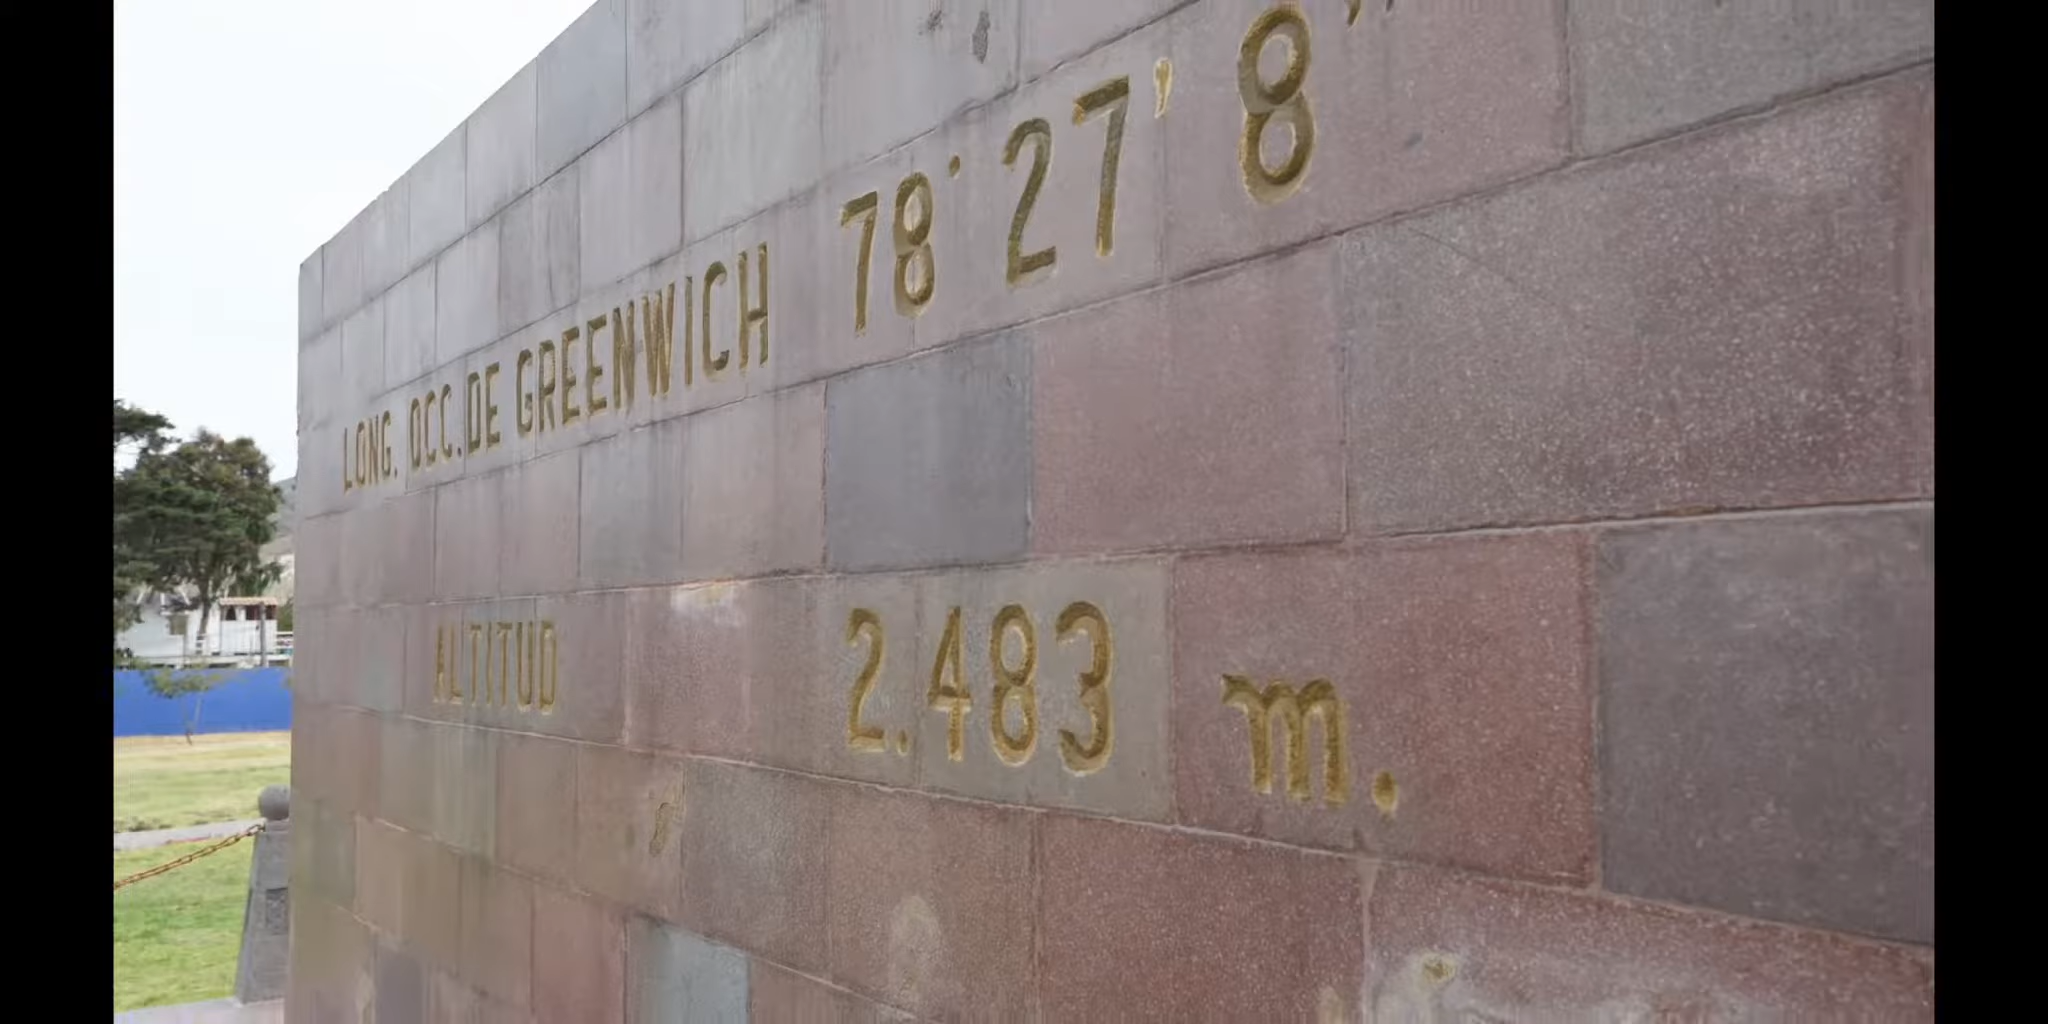 LONG. OCC. DE GREENWICH 78° 27' 8"
ALTITUD 2.483 m.